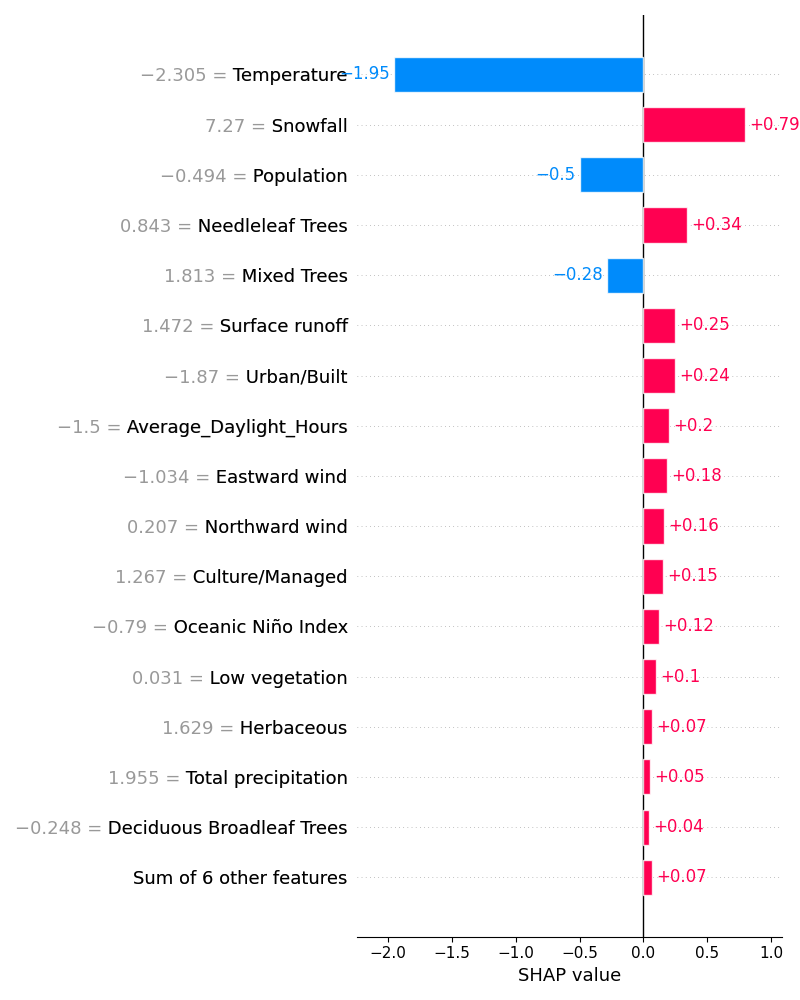 −2.305 = Temperature −1.95
7.27 = Snowfall +0.79
−0.494 = Population −0.5
0.843 = Needleleaf Trees +0.34
1.813 = Mixed Trees −0.28
1.472 = Surface runoff +0.25
−1.87 = Urban/Built +0.24
−1.5 = Average_Daylight_Hours +0.2
−1.034 = Eastward wind +0.18
0.207 = Northward wind +0.16
1.267 = Culture/Managed +0.15
−0.79 = Oceanic Niño Index +0.12
0.031 = Low vegetation +0.1
1.629 = Herbaceous +0.07
1.955 = Total precipitation +0.05
−0.248 = Deciduous Broadleaf Trees +0.04
Sum of 6 other features +0.07
−2.0 −1.5 −1.0 −0.5 0.0 0.5 1.0
SHAP value